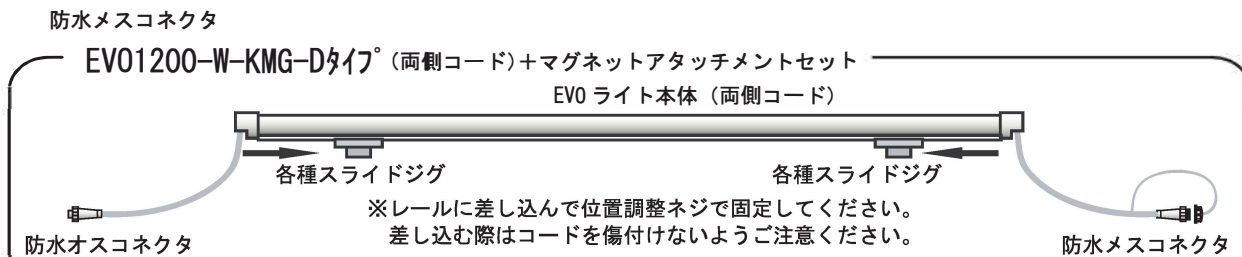 防水メスコネクタ
EVO1200-W-KMG-Dﾀｲﾌﾟ(両側コード)+マグネットアタッチメントセット
EVO ライト本体 (両側コード)
各種スライドジグ
各種スライドジグ
※レールに差し込んで位置調整ネジで固定してください。
差し込む際はコードを傷付けないようご注意ください。
防水オスコネクタ
防水メスコネクタ